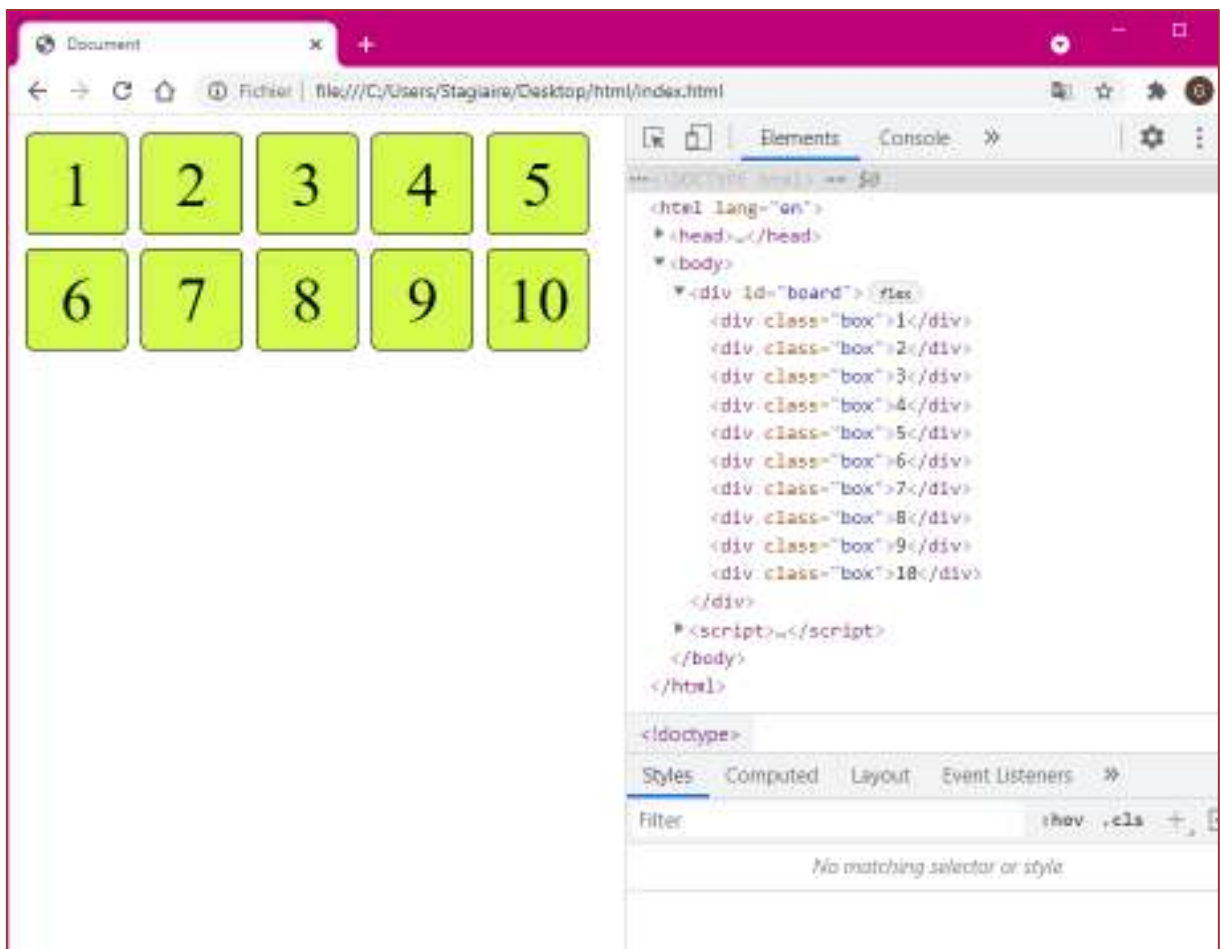 Document
Fichier | file:///C:/Users/Stagiaire/Desktop/html/index.html
G
1 2 3 4 5
6 7 8 9 10
Elements Console »
<!DOCTYPE html> == $0
<html lang="en">
<head>…</head>
<body>
<div id="board"> flex
<div class="box">1</div>
<div class="box">2</div>
<div class="box">3</div>
<div class="box">4</div>
<div class="box">5</div>
<div class="box">6</div>
<div class="box">7</div>
<div class="box">8</div>
<div class="box">9</div>
<div class="box">10</div>
</div>
<script>…</script>
</body>
</html>
<!doctype>
Styles Computed Layout Event Listeners »
Filter :hov .cls +
No matching selector or style